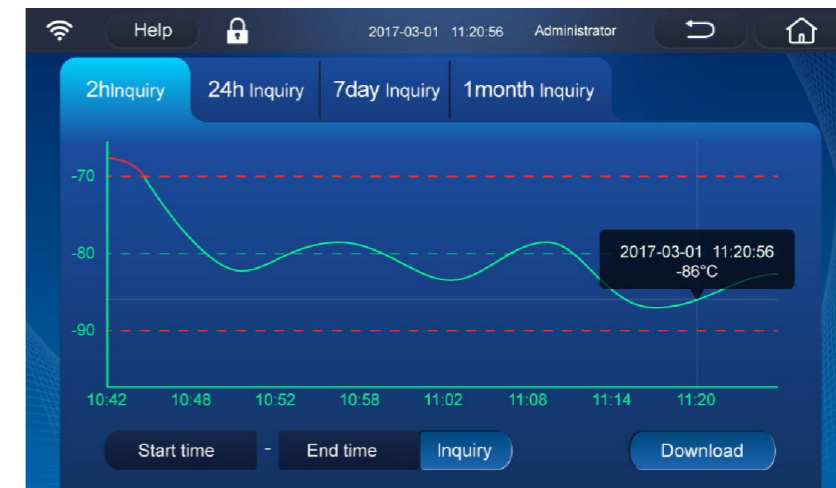 Help 2017-03-01 11:20:56 Administrator
2hInquiry 24h Inquiry 7day Inquiry 1month Inquiry
-70
-80
2017-03-01 11:20:56
-86°C
-90
10:42 10:48 10:52 10:58 11:02 11:08 11:14 11:20
Start time - End time Inquiry Download